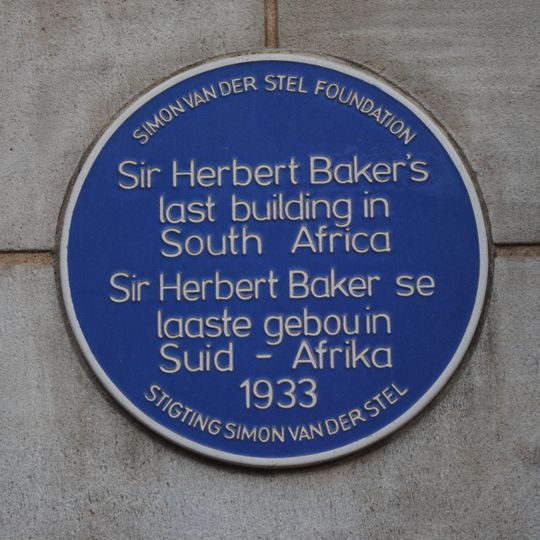 SIMON VAN DER STEL FOUNDATION
Sir Herbert Baker's
last building in
South Africa
Sir Herbert Baker se
laaste gebou in
Suid - Afrika
1933
STIGTING SIMON VAN DER STEL